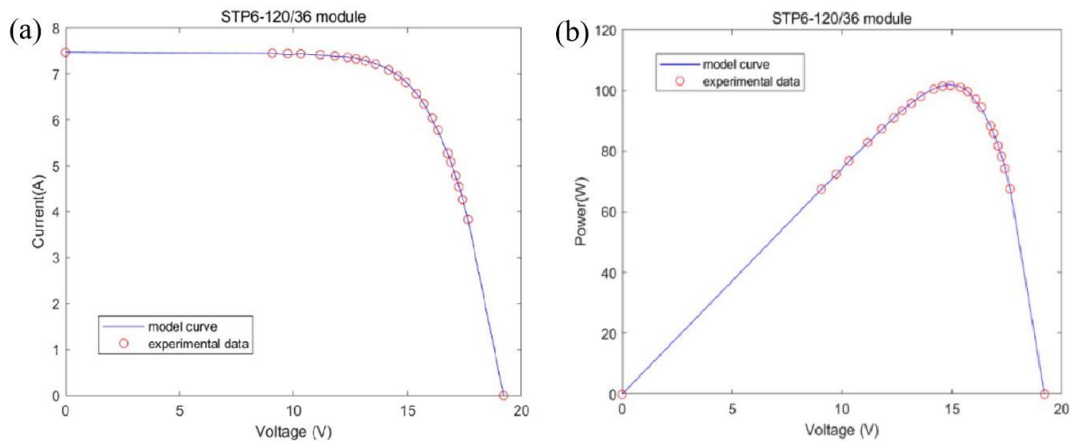 (a)
STP6-120/36 module
8
7
6
5
4
3
2
1
0
Current(A)
model curve
experimental data
0 5 10 15 20
Voltage (V)
(b)
STP6-120/36 module
120
100
80
60
40
20
0
Power(W)
model curve
experimental data
0 5 10 15 20
Voltage (V)